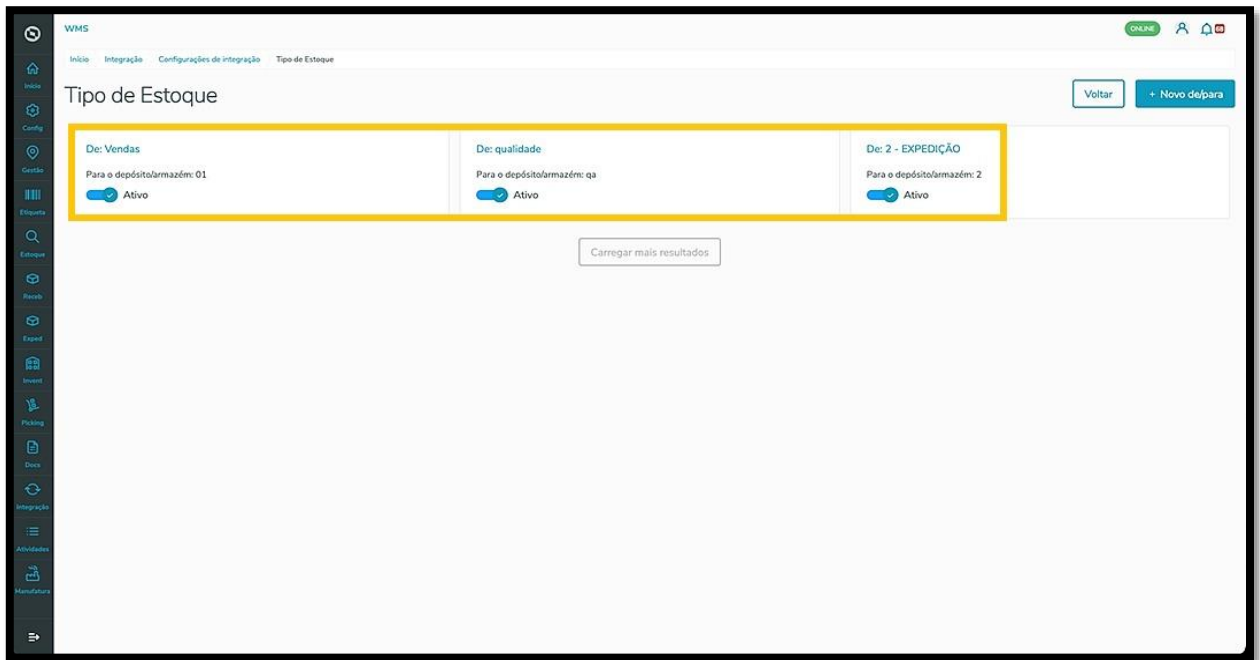 WMS
ONLINE
68
Início Integração Configurações de integração Tipo de Estoque
Tipo de Estoque
Voltar
+ Novo de/para
De: Vendas
Para o depósito/armazém: 01
Ativo
De: qualidade
Para o depósito/armazém: qa
Ativo
De: 2 - EXPEDIÇÃO
Para o depósito/armazém: 2
Ativo
Carregar mais resultados
Início
Config
Gestão
Etiqueta
Estoque
Receb
Exped
Invent
Picking
Docs
Integração
Atividades
Manufatura